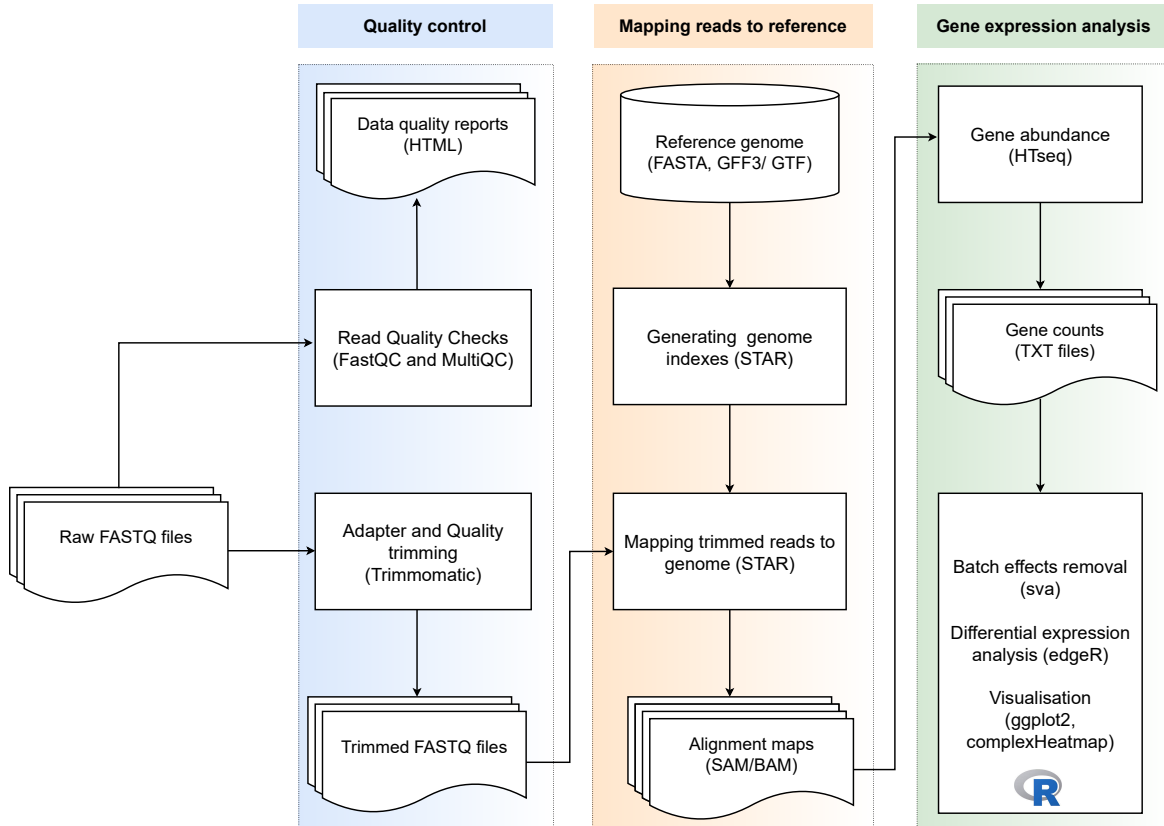 Quality control
Mapping reads to reference
Gene expression analysis
Data quality reports
(HTML)
Reference genome
(FASTA, GFF3/ GTF)
Gene abundance
(HTseq)
Read Quality Checks
(FastQC and MultiQC)
Generating genome
indexes (STAR)
Gene counts
(TXT files)
Raw FASTQ files
Adapter and Quality
trimming
(Trimmomatic)
Mapping trimmed reads to
genome (STAR)
Batch effects removal
(sva)
Differential expression
analysis (edgeR)
Visualisation
(ggplot2,
complexHeatmap)
Trimmed FASTQ files
Alignment maps
(SAM/BAM)
R